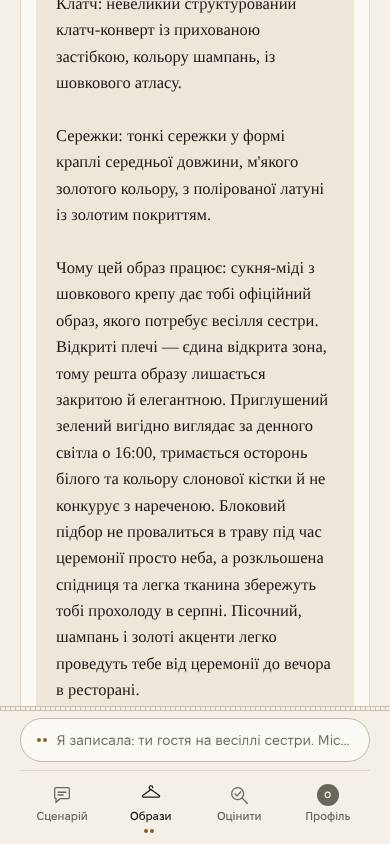 Клатч: невеликий структурований
клатч-конверт із прихованою
застібкою, кольору шампань, із
шовкового атласу.
Сережки: тонкі сережки у формі
краплі середньої довжини, м'якого
золотого кольору, з полірованої латуні
із золотим покриттям.
Чому цей образ працює: сукня-міді з
шовкового крепу дає тобі офіційний
образ, якого потребує весілля сестри.
Відкриті плечі — єдина відкрита зона,
тому решта образу лишається
закритою й елегантною. Приглушений
зелений вигідно виглядає за денного
світла о 16:00, тримається осторонь
білого та кольору слонової кістки й не
конкурує з нареченою. Блоковий
підбор не провалиться в траву під час
церемонії просто неба, а розкльошена
спідниця та легка тканина збережуть
тобі прохолоду в серпні. Пісочний,
шампань і золоті акценти легко
проведуть тебе від церемонії до вечора
в ресторані.
Я записала: ти гостя на весіллі сестри. Міс...
Сценарій
Образи
Оцінити
О
Профіль